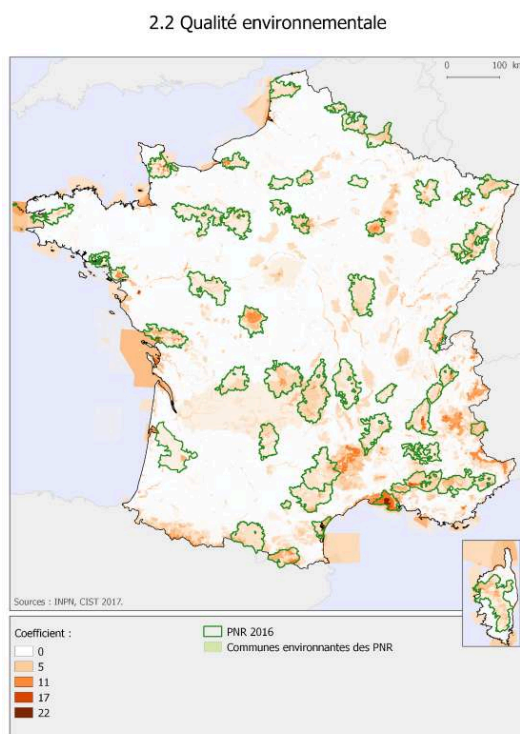 2.2 Qualité environnementale
0 100 km
Sources : INPN, CIST 2017.
Coefficient :
0
5
11
17
22
PNR 2016
Communes environnantes des PNR